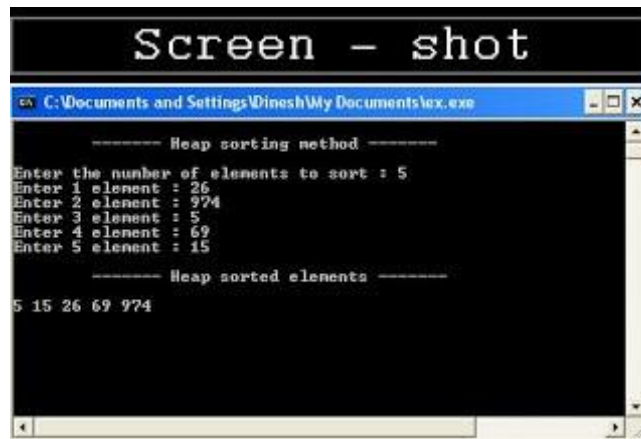 Screen - shot
C:\Documents and Settings\Dinesh\My Documents\ex.exe
------- Heap sorting method -------
Enter the number of elements to sort : 5
Enter 1 element : 26
Enter 2 element : 974
Enter 3 element : 5
Enter 4 element : 69
Enter 5 element : 15
------- Heap sorted elements -------
5 15 26 69 974